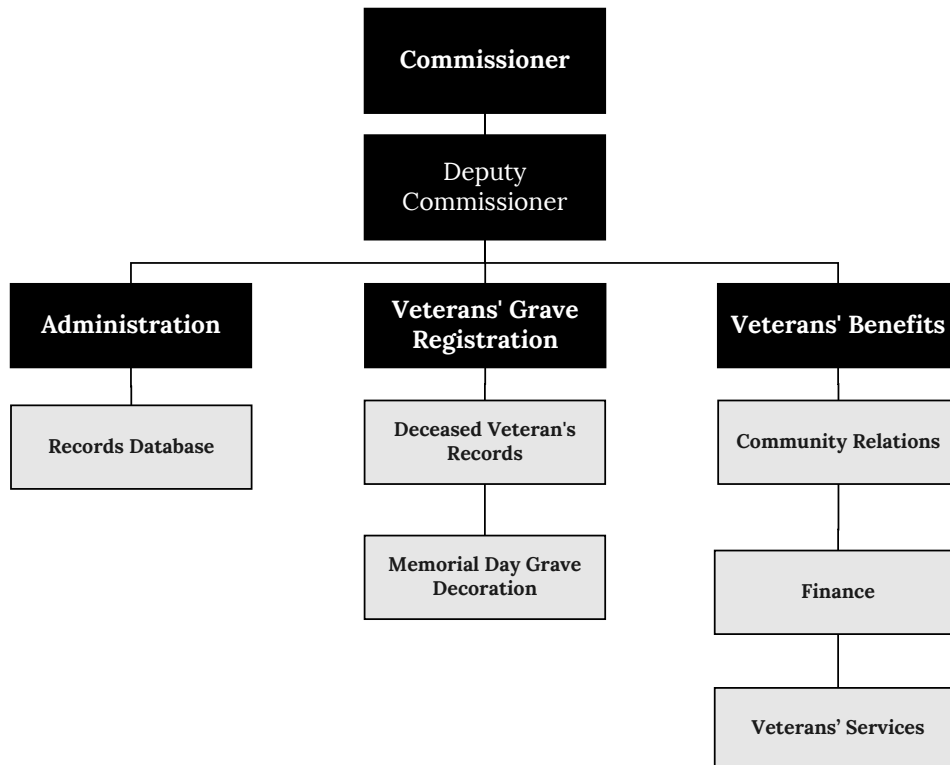 Commissioner
Deputy
Commissioner
Administration
Veterans' Grave
Registration
Veterans' Benefits
Records Database
Deceased Veteran's
Records
Community Relations
Memorial Day Grave
Decoration
Finance
Veterans’ Services